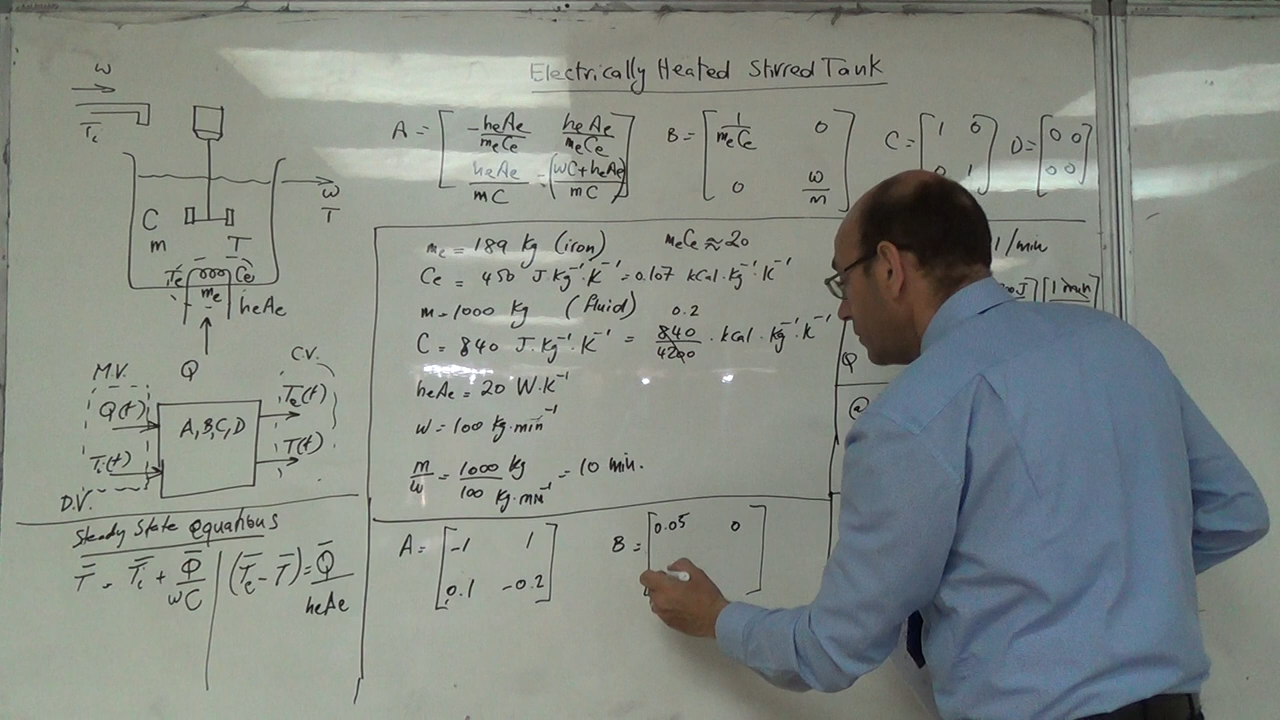 Electrically Heated Stirred Tank
w
Ti
C
m
T
Te
Ce
me
heAe
w
T
Q
A = [ -heAe/meCe heAe/meCe
heAe/mC -(wC+heAe)/mC ]
B = [ 1/meCe 0
0 w/m ]
C = [ 1 0
0 1 ]
D = [ 0 0
0 0 ]
me = 189 kg (iron) meCe ≈ 20
Ce = 450 J kg⁻¹·K⁻¹ = 0.107 kCal·kg⁻¹·K⁻¹
m = 1000 kg (fluid) 0.2
C = 840 J·kg⁻¹·K⁻¹ = 840/4200 · kCal·kg⁻¹·K⁻¹
heAe = 20 W·K⁻¹
w = 100 kg·min⁻¹
m/w = 1000 kg / 100 kg·min⁻¹ = 10 min.
1/min
J] [1 min
Q
@
M.V.
C.V.
Q(t)
Ti(t)
A,B,C,D
Te(t)
T(t)
D.V.
Steady State equations
T̄ = T̄i + Q̄/wC
(T̄e - T̄) = Q̄/heAe
A = [ -1 1
0.1 -0.2 ]
B = [ 0.05 0